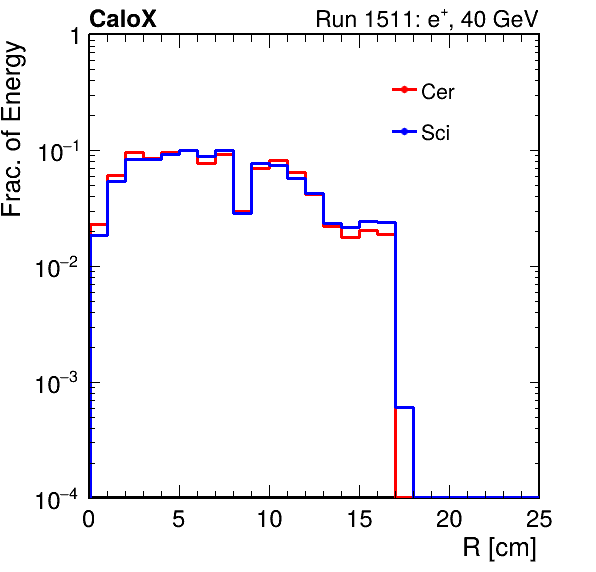 CaloX Run 1511: e⁺, 40 GeV
Frac. of Energy
1
10⁻¹
10⁻²
10⁻³
10⁻⁴
Cer
Sci
0 5 10 15 20 25
R [cm]